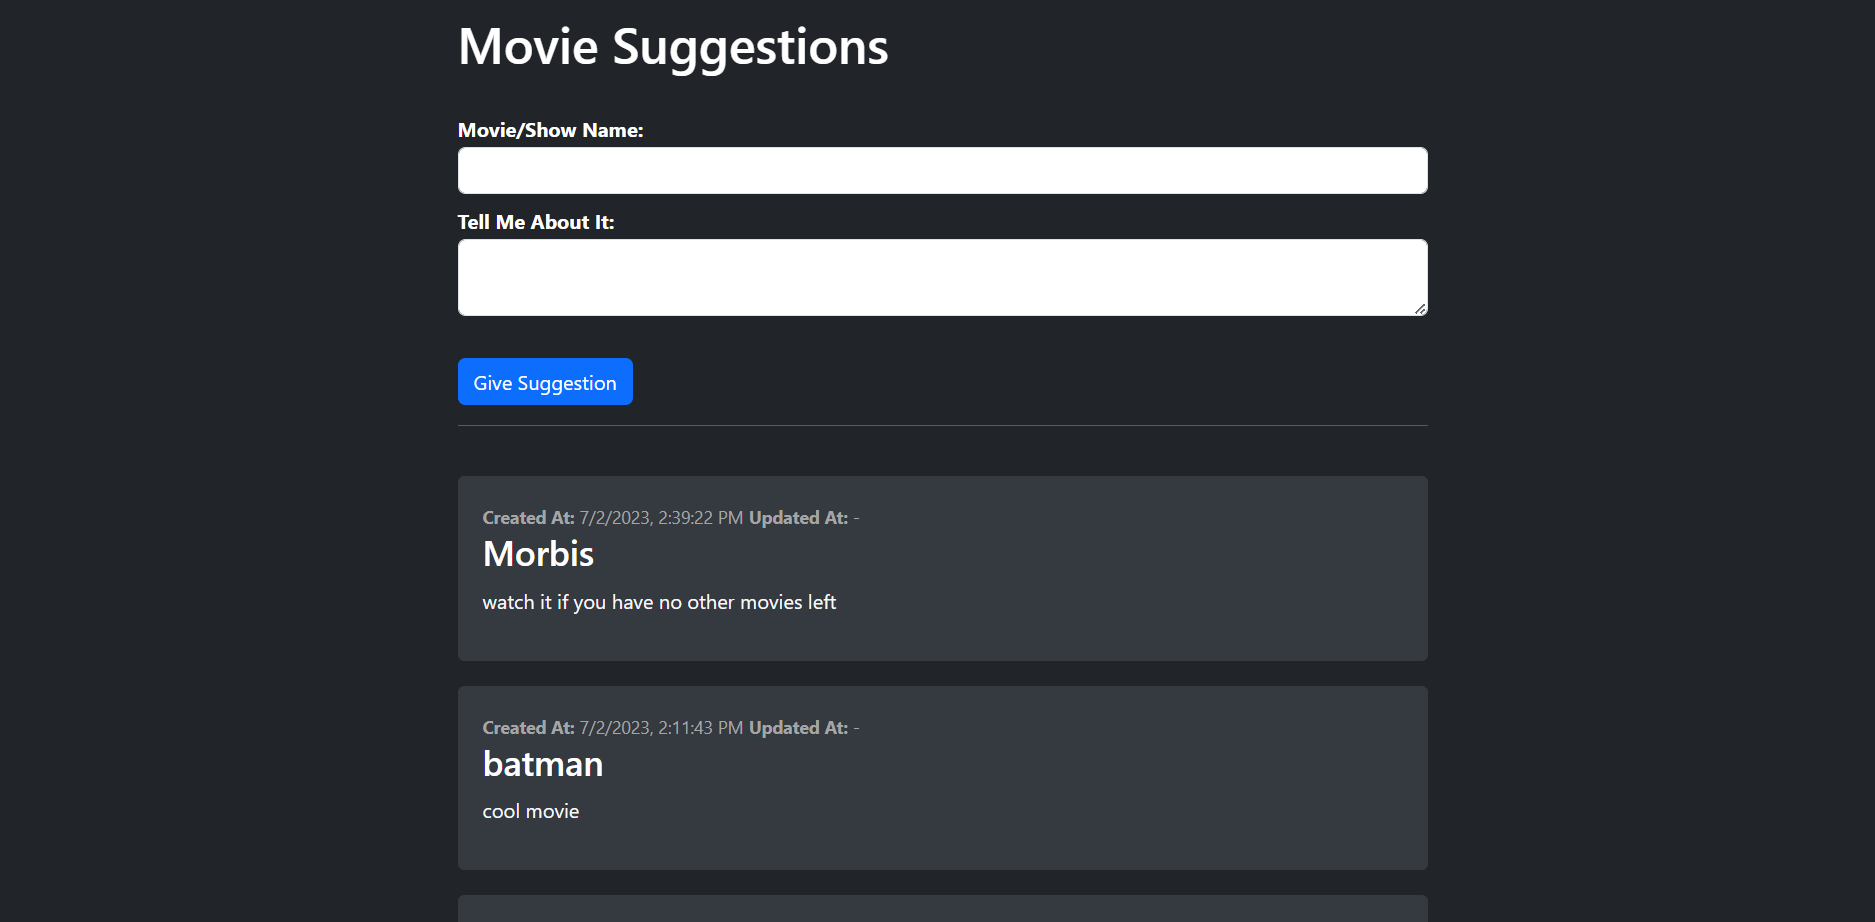 Movie Suggestions
Movie/Show Name:
Tell Me About It:
Give Suggestion
Created At: 7/2/2023, 2:39:22 PM Updated At: -
Morbis
watch it if you have no other movies left
Created At: 7/2/2023, 2:11:43 PM Updated At: -
batman
cool movie